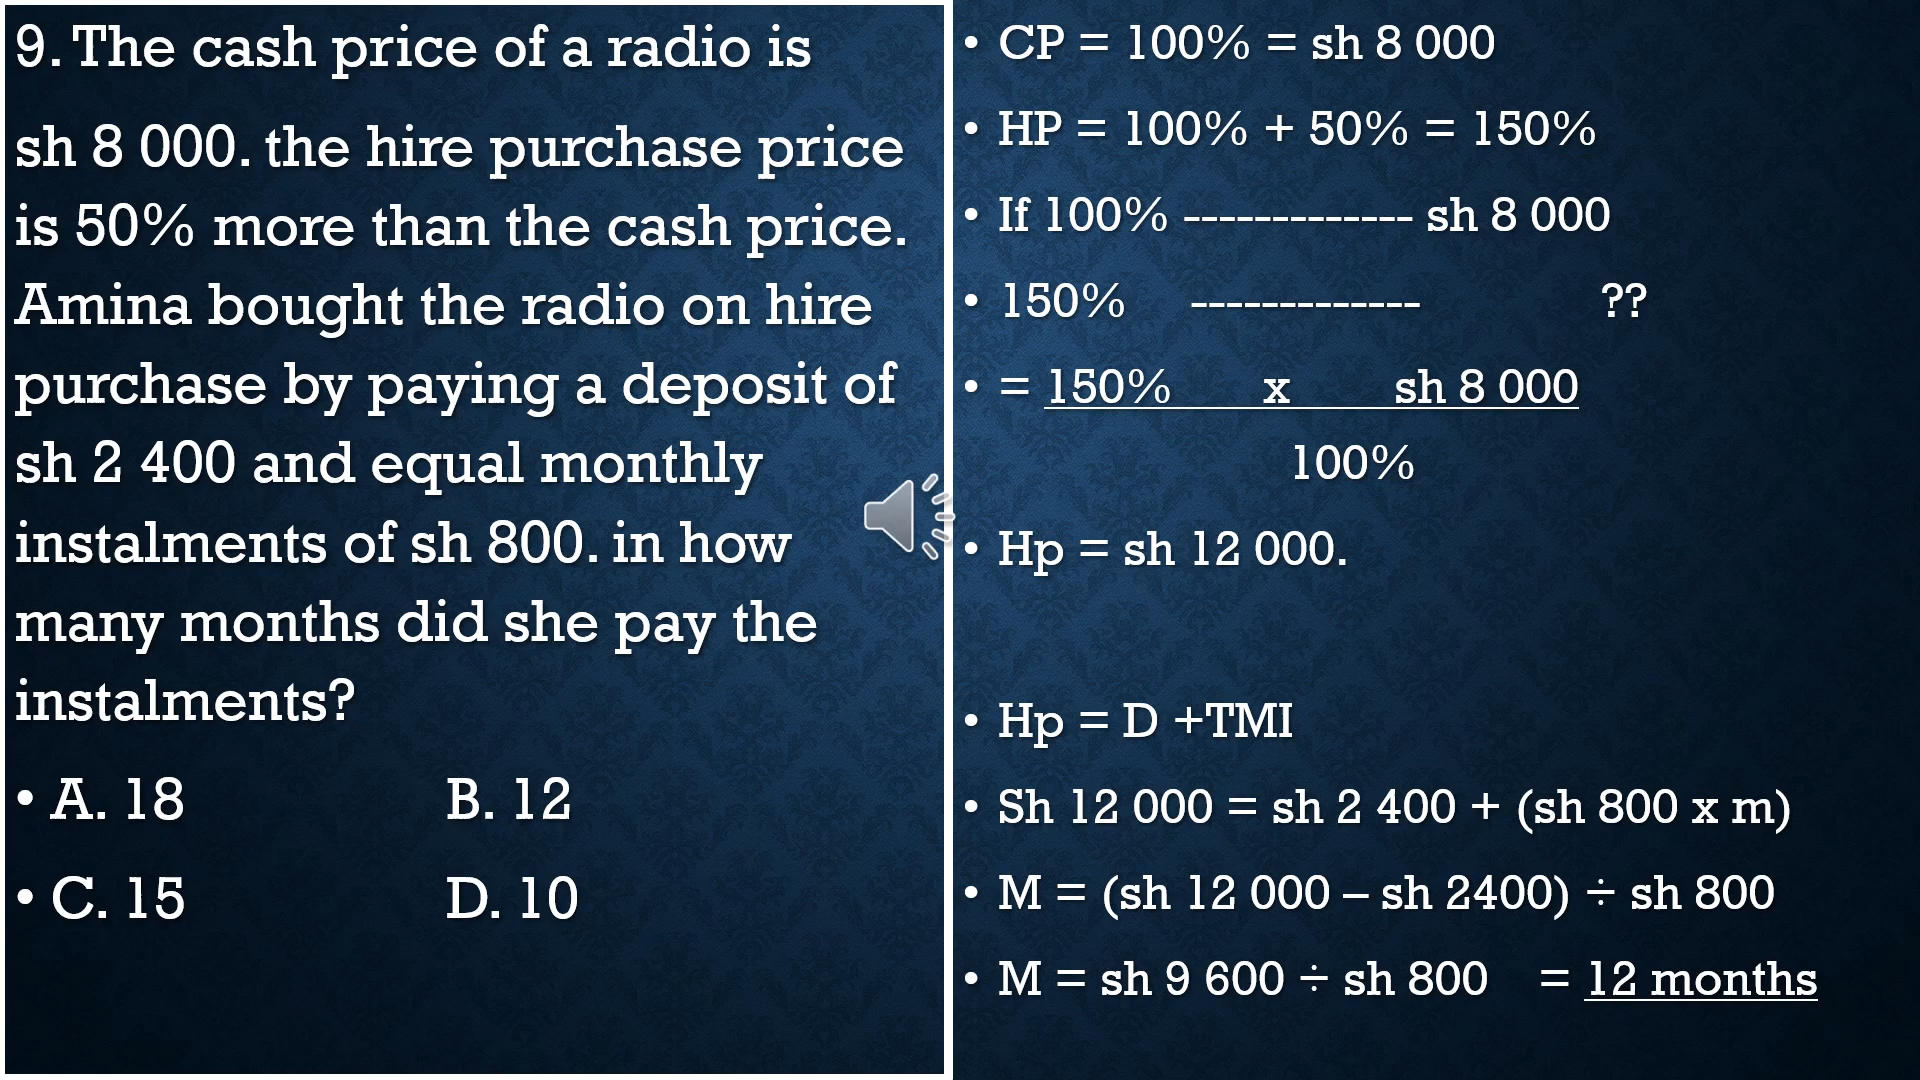 9. The cash price of a radio is
sh 8 000. the hire purchase price
is 50% more than the cash price.
Amina bought the radio on hire
purchase by paying a deposit of
sh 2 400 and equal monthly
instalments of sh 800. in how
many months did she pay the
instalments?
• A. 18 B. 12
• C. 15 D. 10
• CP = 100% = sh 8 000
• HP = 100% + 50% = 150%
• If 100% ------------- sh 8 000
• 150% ------------- ??
• = 150% x sh 8 000
100%
• Hp = sh 12 000.
• Hp = D +TMI
• Sh 12 000 = sh 2 400 + (sh 800 x m)
• M = (sh 12 000 – sh 2400) ÷ sh 800
• M = sh 9 600 ÷ sh 800 = 12 months